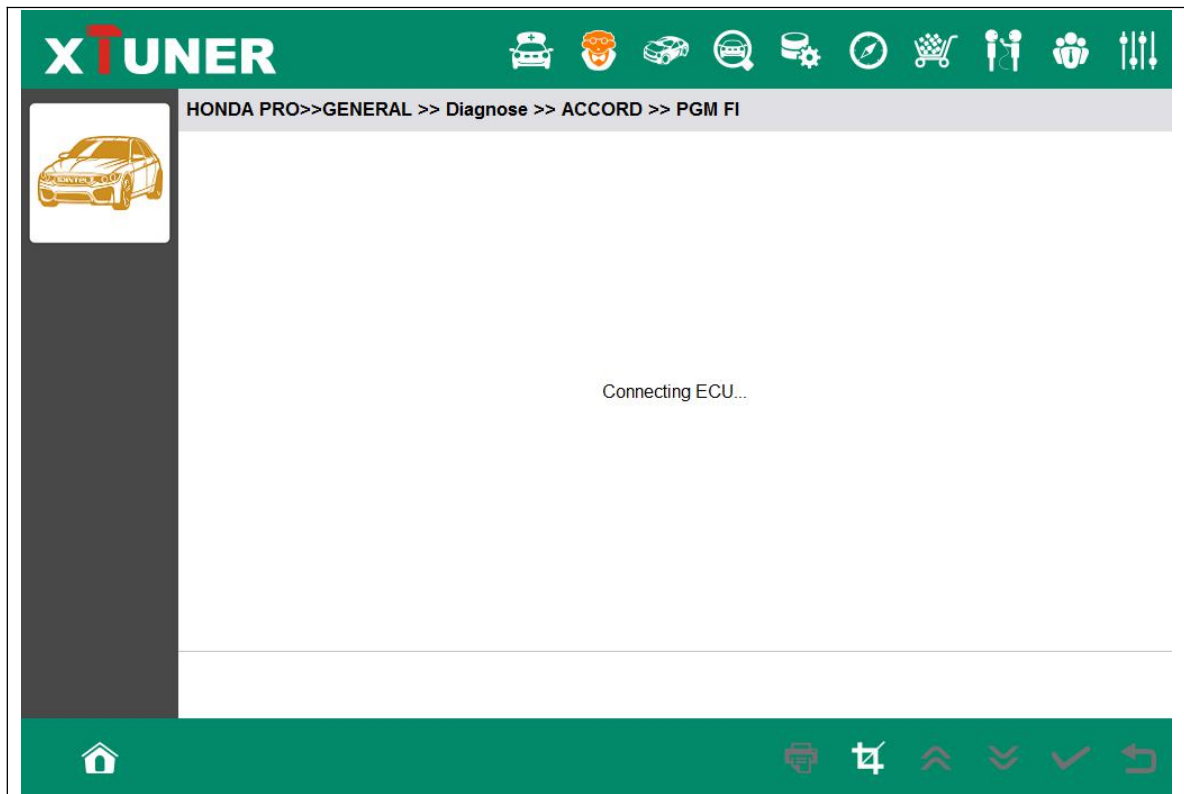 XTUNER
HONDA PRO>>GENERAL >> Diagnose >> ACCORD >> PGM FI
Connecting ECU...